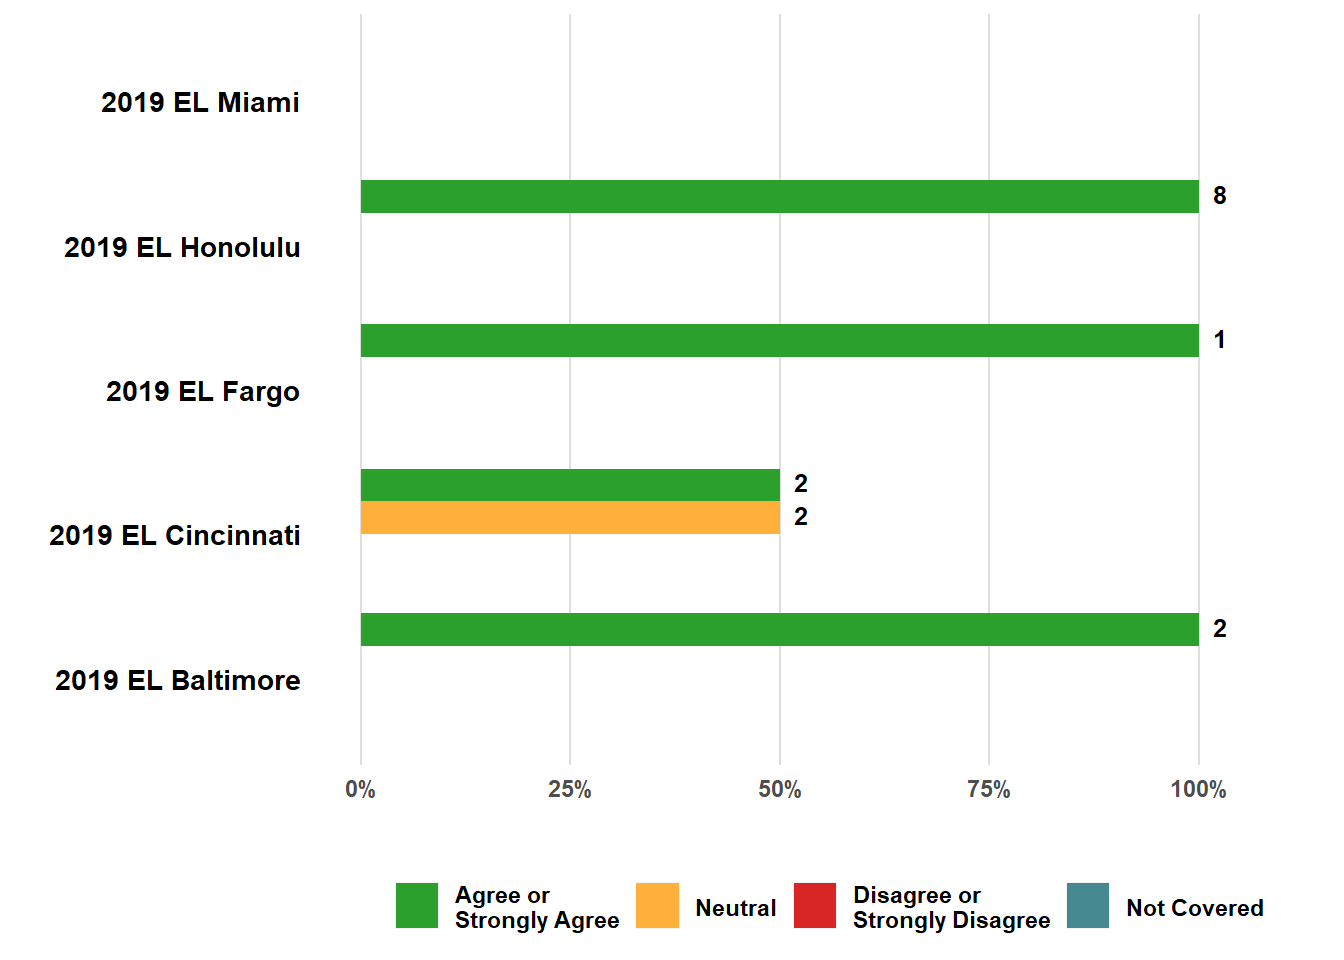 2019 EL Miami
8
2019 EL Honolulu
1
2019 EL Fargo
2
2
2019 EL Cincinnati
2
2019 EL Baltimore
0% 25% 50% 75% 100%
Agree or
Strongly Agree
Neutral
Disagree or
Strongly Disagree
Not Covered